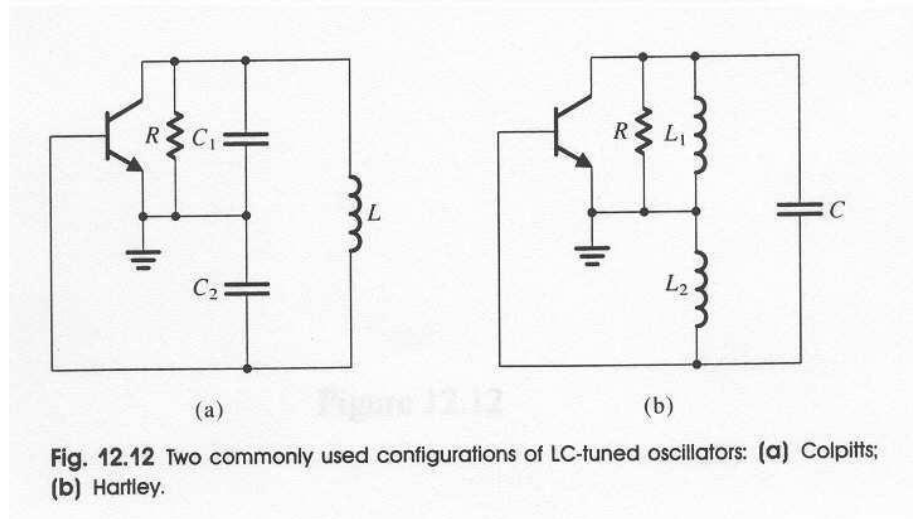 R C₁ L
C₂
(a)
R L₁ C
L₂
(b)
Figure 12.12
Fig. 12.12 Two commonly used configurations of LC-tuned oscillators: (a) Colpitts;
(b) Hartley.